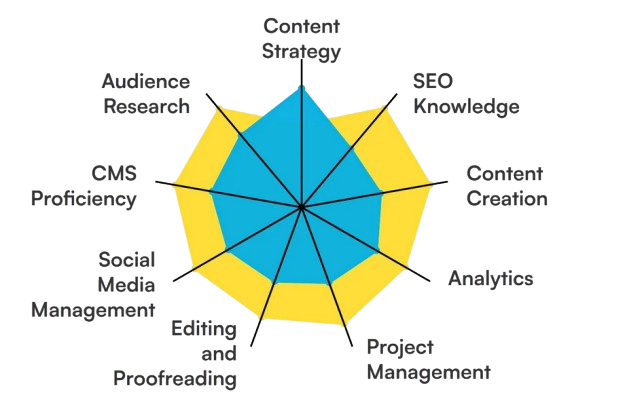 Content
Strategy
SEO
Knowledge
Content
Creation
Analytics
Project
Management
Editing
and
Proofreading
Social
Media
Management
CMS
Proficiency
Audience
Research